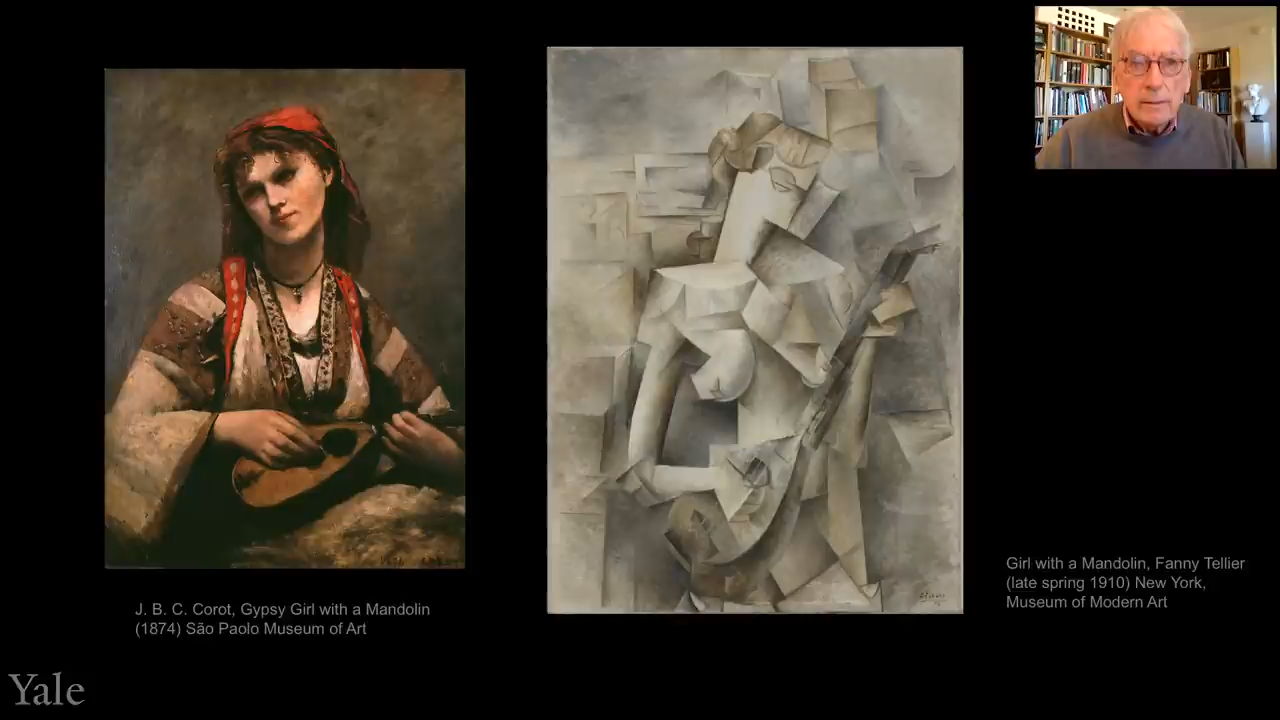 J. B. C. Corot, Gypsy Girl with a Mandolin
(1874) São Paolo Museum of Art
Girl with a Mandolin, Fanny Tellier
(late spring 1910) New York,
Museum of Modern Art
Yale